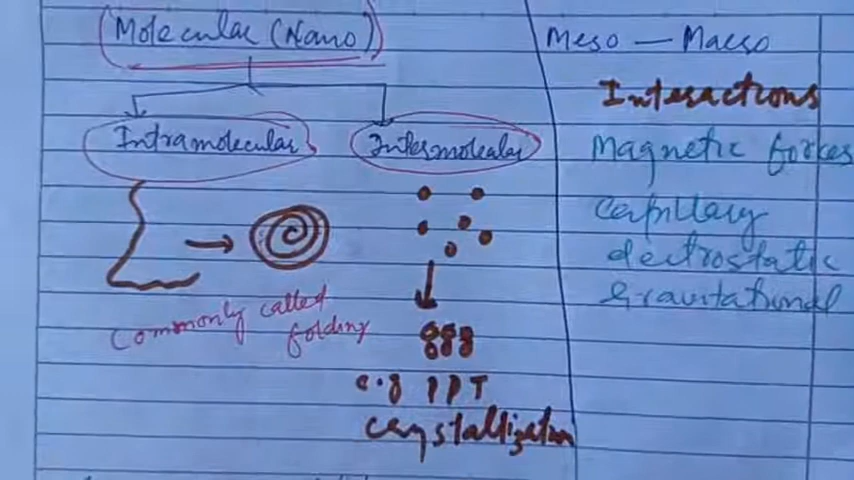 Molecular (Nano)
Intramolecular
Intermolecular
Commonly called
folding
e.g PPT
crystallization
Meso - Macro
Interactions
Magnetic forces
Capillary
electrostatic
Gravitational